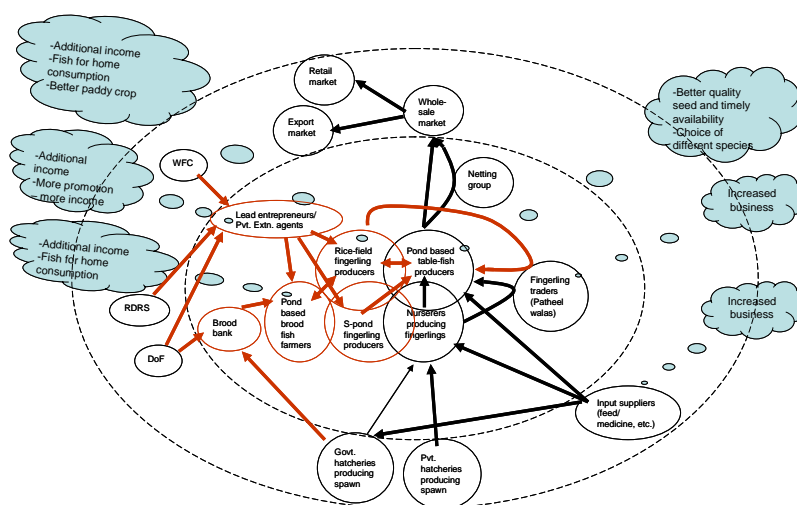 -Additional income
-Fish for home
consumption
-Better paddy crop
Retail
market
Whole-
sale market
Export
market
-Better quality
seed and timely
availability
-Choice of
different species
-Additional
income
-More promotion
– more income
WFC
Netting
group
Increased
business
Lead entrepreneurs/
Pvt. Extn. agents
-Additional income
-Fish for home
consumption
Rice-field
fingerling
producers
Pond based
table-fish
producers
Fingerling
traders
(Patheel
walas)
RDRS
Brood
bank
Pond
based
brood
fish
farmers
S-pond
fingerling
producers
Nurserers
producing
fingerlings
Increased
business
DoF
Input suppliers
(feed/
medicine, etc.)
Govt.
hatcheries
producing
spawn
Pvt.
hatcheries
producing
spawn